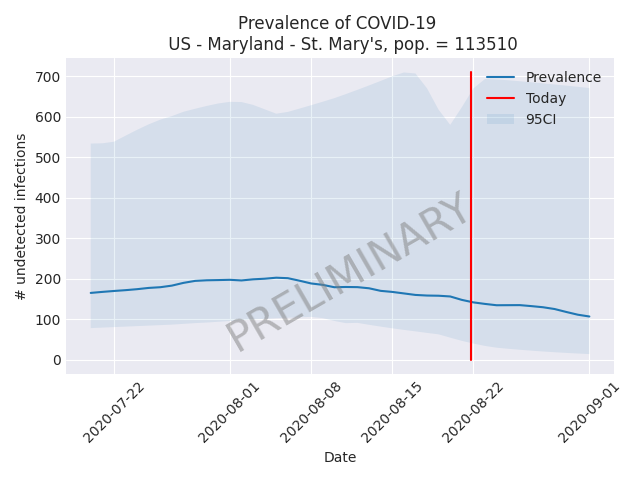 Prevalence of COVID-19
US - Maryland - St. Mary's, pop. = 113510
700
600
500
400
300
200
100
0
# undetected infections
Prevalence
Today
95CI
PRELIMINARY
2020-07-22
2020-08-01
2020-08-08
2020-08-15
2020-08-22
2020-09-01
Date